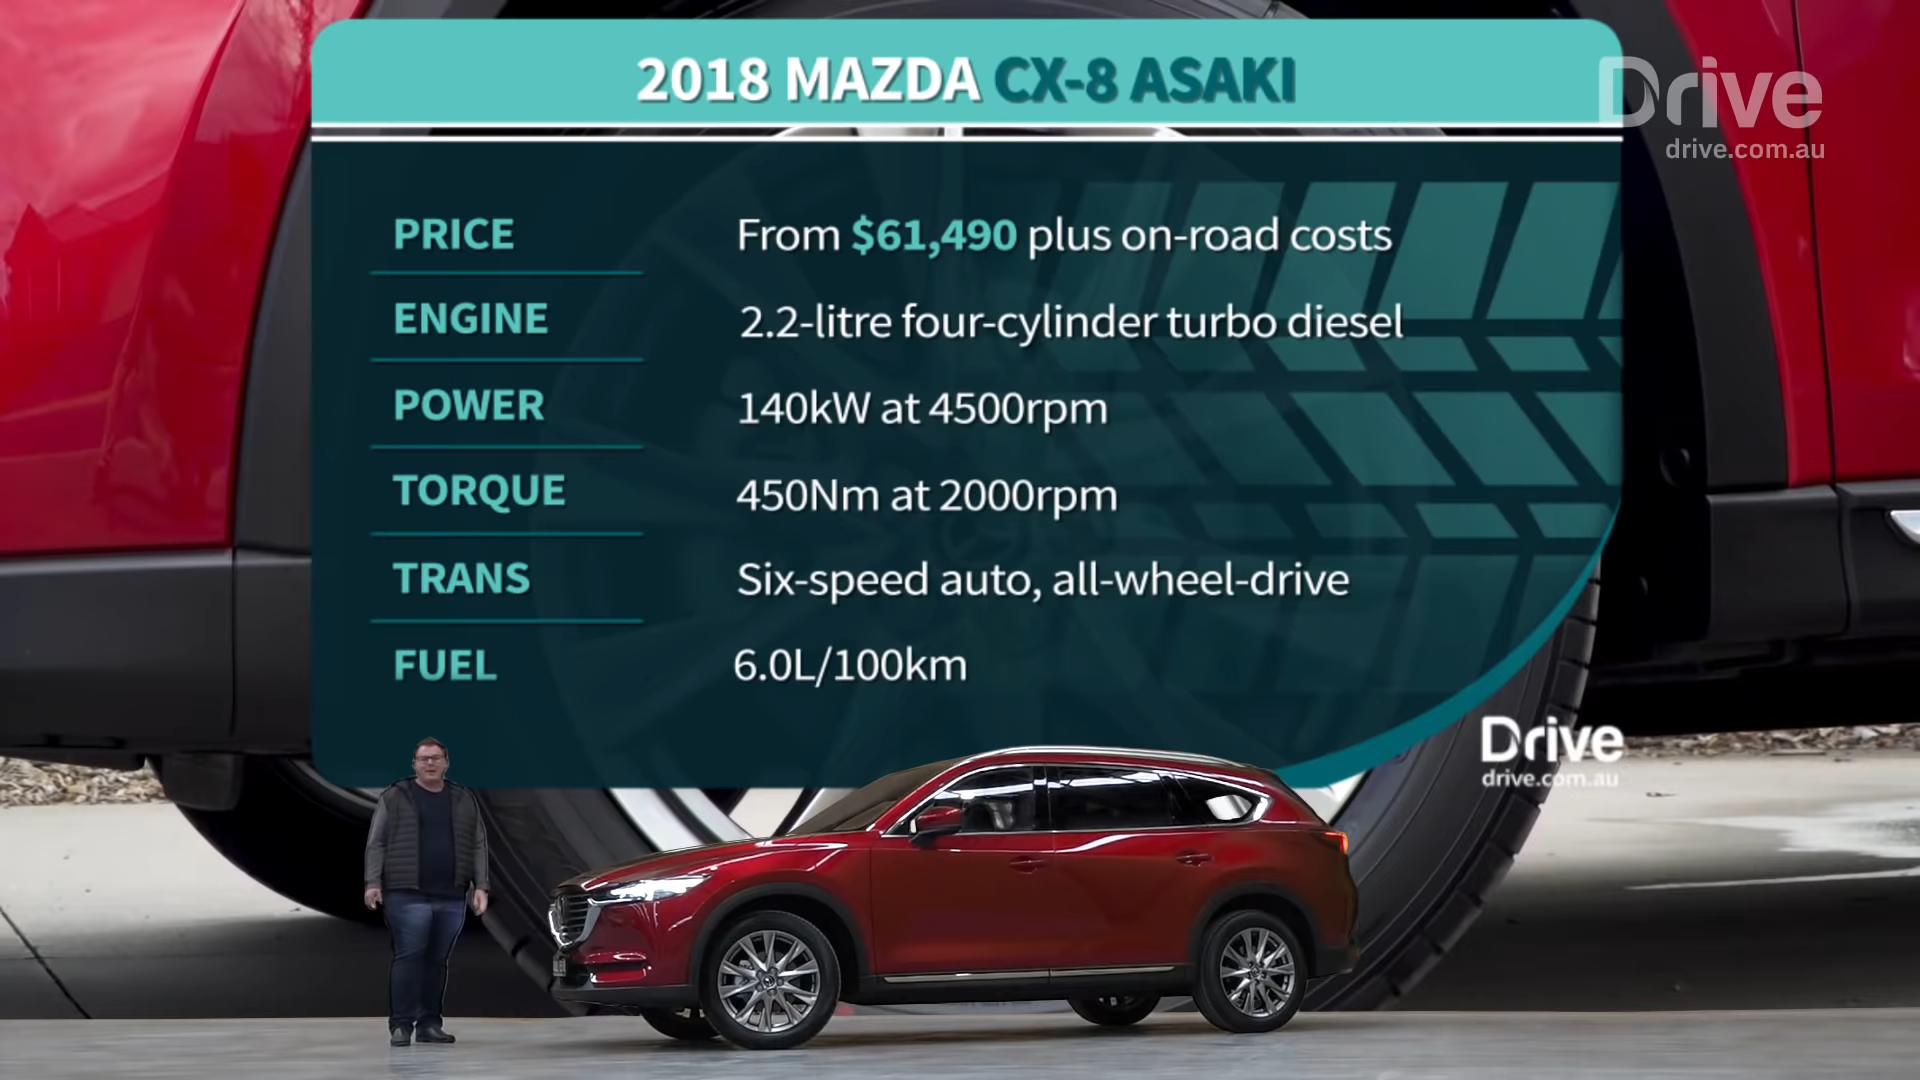 2018 MAZDA CX-8 ASAKI
Drive
drive.com.au
PRICE From $61,490 plus on-road costs
ENGINE 2.2-litre four-cylinder turbo diesel
POWER 140kW at 4500rpm
TORQUE 450Nm at 2000rpm
TRANS Six-speed auto, all-wheel-drive
FUEL 6.0L/100km
Drive
drive.com.au